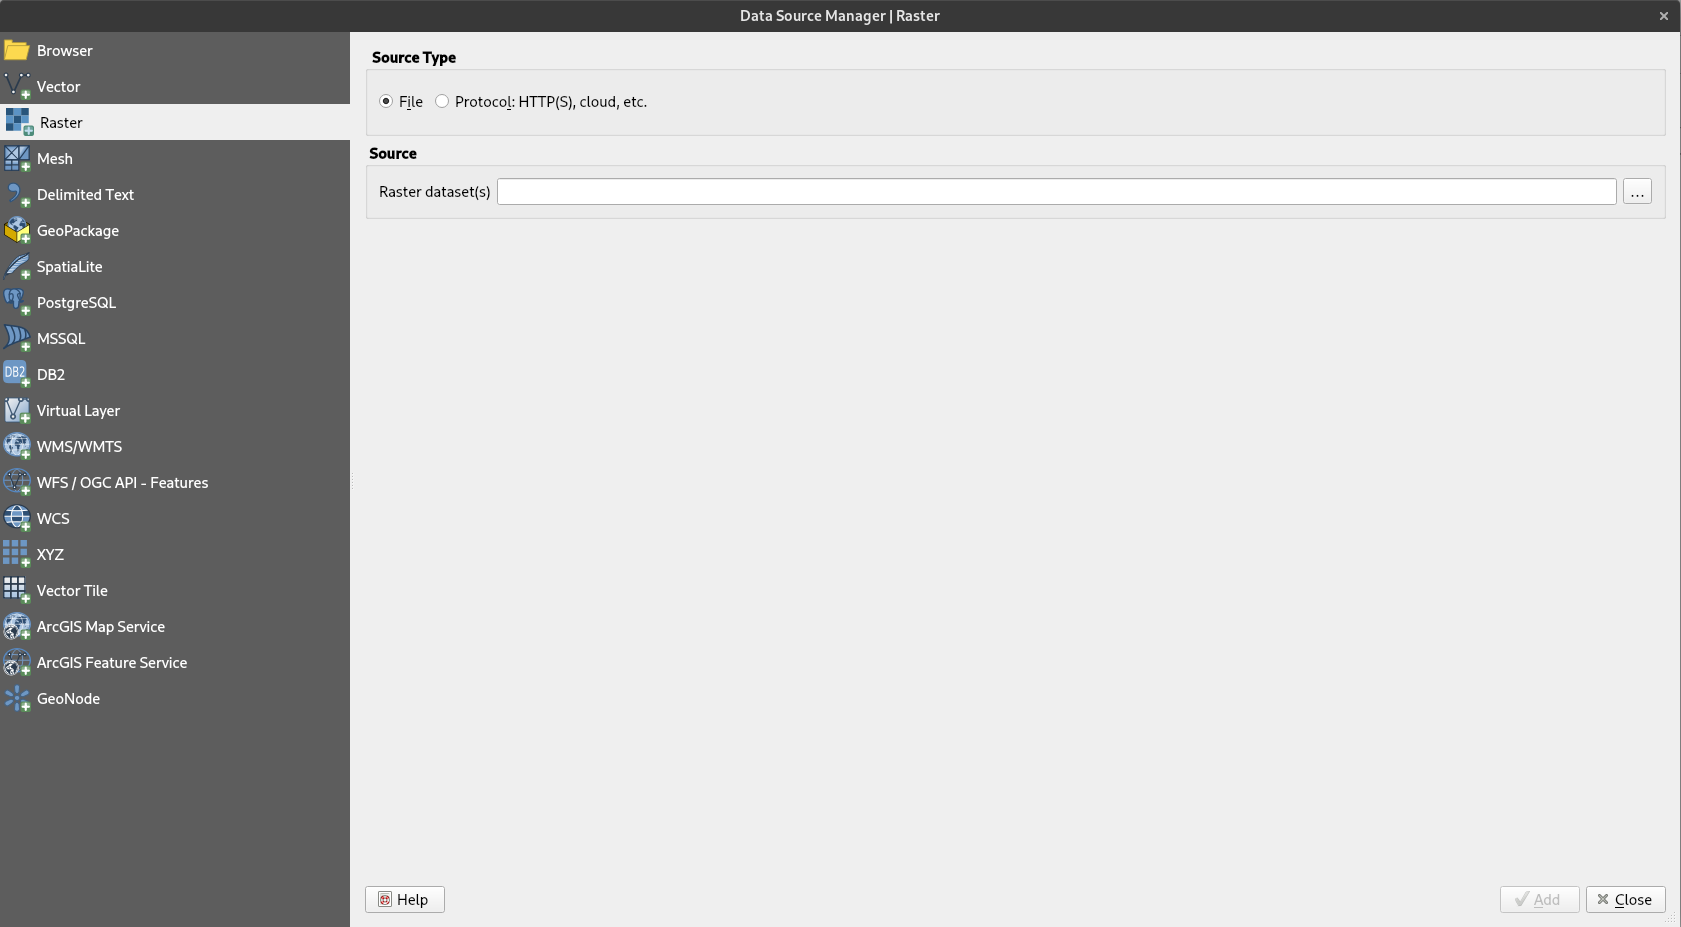 Data Source Manager | Raster
Browser
Vector
Raster
Mesh
Delimited Text
GeoPackage
SpatiaLite
PostgreSQL
MSSQL
DB2
DB2
Virtual Layer
WMS/WMTS
WFS / OGC API - Features
WCS
XYZ
Vector Tile
ArcGIS Map Service
ArcGIS Feature Service
GeoNode
Source Type
File Protocol: HTTP(S), cloud, etc.
Source
Raster dataset(s) ...
Help Add Close